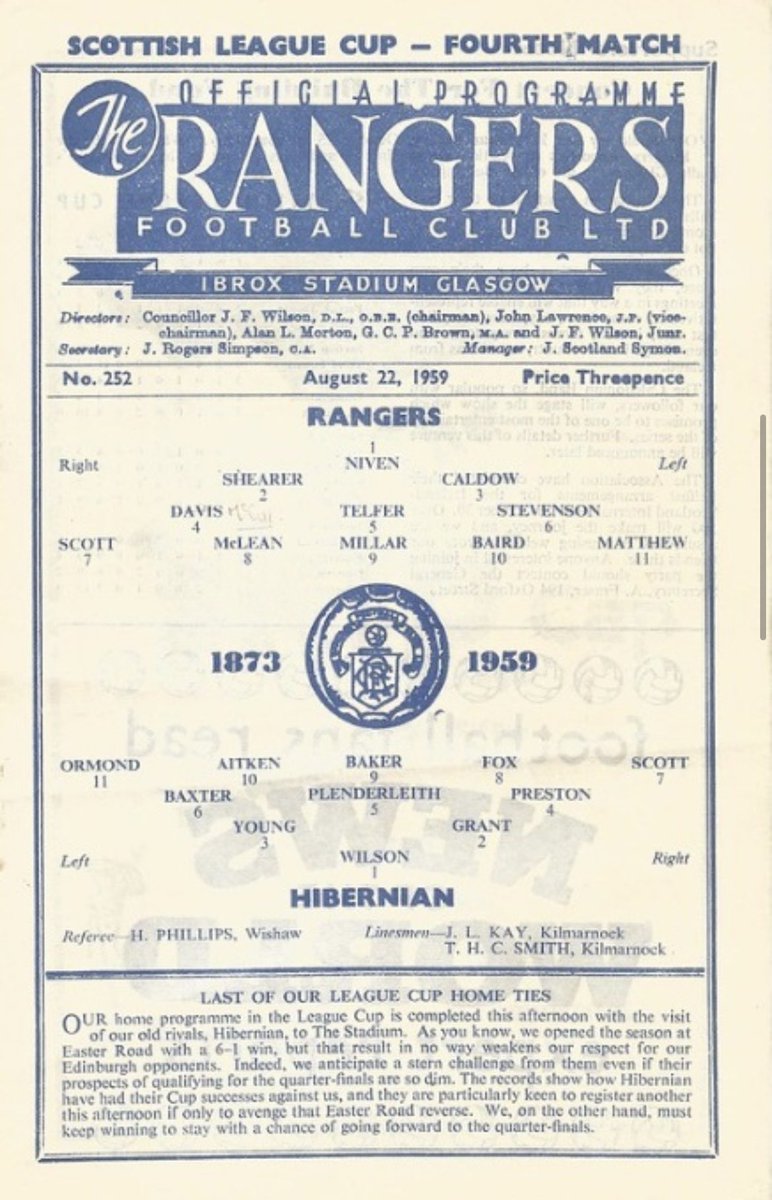 SCOTTISH LEAGUE CUP — FOURTH MATCH
OFFICIAL PROGRAMME
The RANGERS
FOOTBALL CLUB LTD
IBROX STADIUM GLASGOW
Directors: Councillor J. F. Wilson, D.L., O.B.E. (chairman), John Lawrence, J.P. (vice-
chairman), Alan L. Morton, G. C. P. Brown, M.A. and J. F. Wilson, Junr.
Secretary: J. Rogers Simpson, C.A. Manager: J. Scotland Symon.
No. 252 August 22, 1959 Price Threepence
RANGERS
1
Right NIVEN Left
SHEARER CALDOW
2 3
DAVIS TELFER STEVENSON
4 5 6
SCOTT McLEAN MILLAR BAIRD MATTHEW
7 8 9 10 11
1873 1959
ORMOND AITKEN BAKER FOX SCOTT
11 10 9 8 7
BAXTER PLENDERLEITH PRESTON
6 5 4
YOUNG GRANT
3 2
Left WILSON Right
1
HIBERNIAN
Referee—H. PHILLIPS, Wishaw Linesmen—J. L. KAY, Kilmarnock
T. H. C. SMITH, Kilmarnock
LAST OF OUR LEAGUE CUP HOME TIES
OUR home programme in the League Cup is completed this afternoon with the visit
of our old rivals, Hibernian, to The Stadium. As you know, we opened the season at
Easter Road with a 6-1 win, but that result in no way weakens our respect for our
Edinburgh opponents. Indeed, we anticipate a stern challenge from them even if their
prospects of qualifying for the quarter-finals are so dim. The records show how Hibernian
have had their Cup successes against us, and they are particularly keen to register another
this afternoon if only to avenge that Easter Road reverse. We, on the other hand, must
keep winning to stay with a chance of going forward to the quarter-finals.